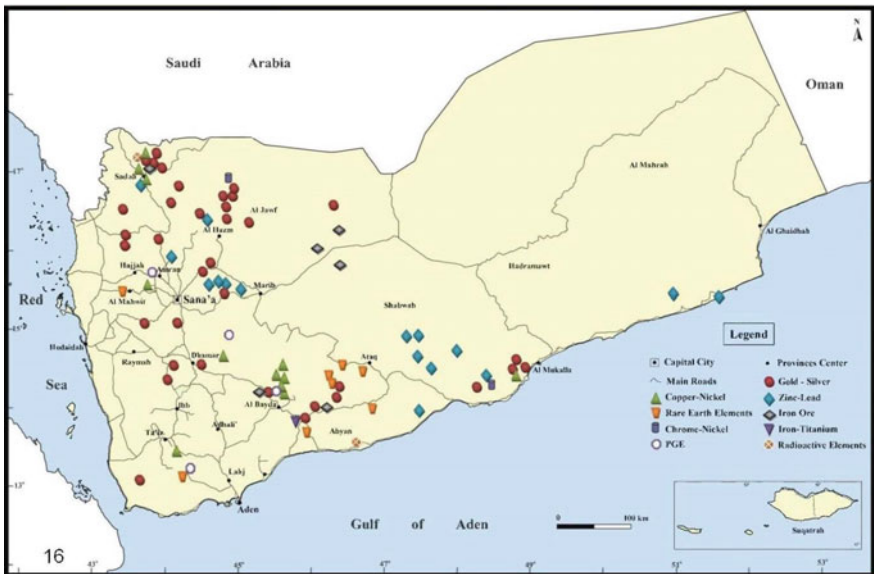 N
Saudi Arabia
Oman
Al Mahrah
Sadah
17
Al Jawf
Al Hazm
Al Ghaidhah
Hajjah
Amran
Hadramawt
Al Mahwit
Marib
Red
Sana'a
Shabwah
15
Legend
Hodaidah
Raymah
Dhamar
Ataq
Al Mukalla
Capital City
Provinces Center
Sea
Main Roads
Gold - Silver
Ibb
Al Bayda
Copper-Nickel
Zinc-Lead
Ta'iz
Adhali'
Abyan
Rare Earth Elements
Iron Ore
Chrome-Nickel
Iron-Titanium
PGE
Radioactive Elements
Lahj
13
Aden
Gulf of Aden
0 100 km
Suqatrah
16
43 45 47 49 53 53